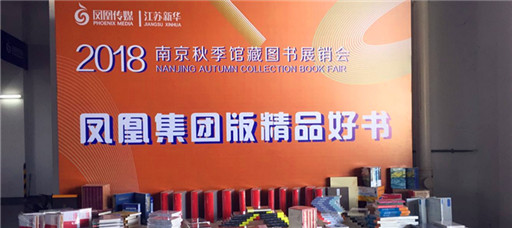 凤凰传媒 江苏新华
PHOENIX MEDIA JIANGSU XINHUA
2018 南京秋季馆藏图书展销会
NANJING AUTUMN COLLECTION BOOK FAIR
凤凰集团版精品好书